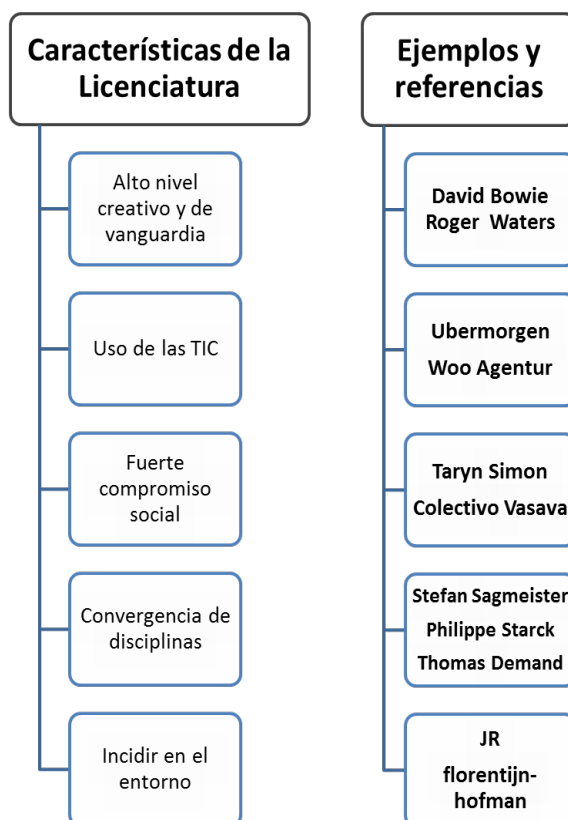 Características de la
Licenciatura
Alto nivel
creativo y de
vanguardia
Uso de las TIC
Fuerte
compromiso
social
Convergencia de
disciplinas
Incidir en el
entorno
Ejemplos y
referencias
David Bowie
Roger Waters
Ubermorgen
Woo Agentur
Taryn Simon
Colectivo Vasava
Stefan Sagmeister
Philippe Starck
Thomas Demand
JR
florentijn-
hofman